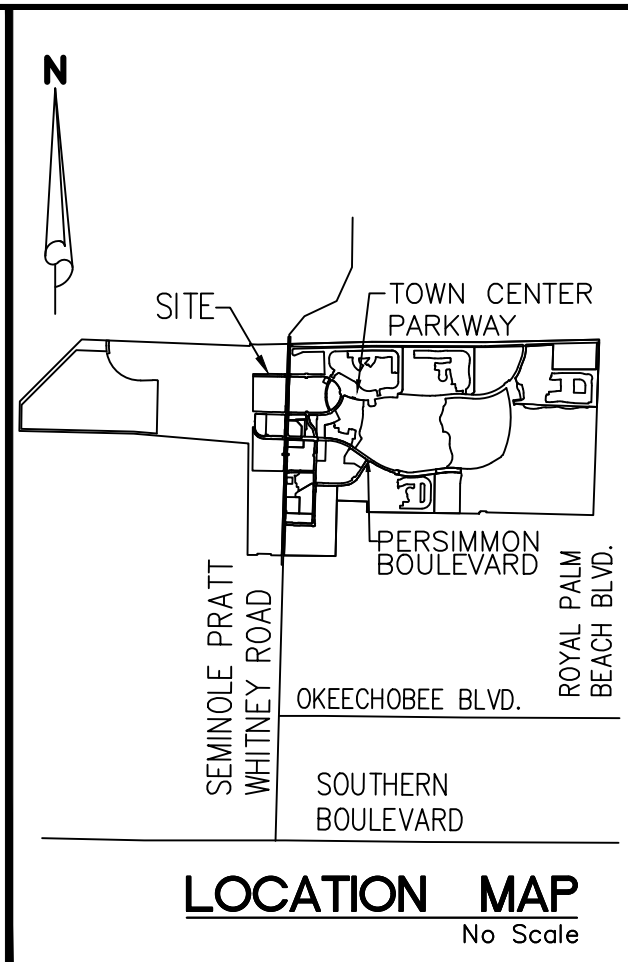 N
SITE
TOWN CENTER
PARKWAY
PERSIMMON
BOULEVARD
SEMINOLE PRATT
WHITNEY ROAD
ROYAL PALM
BEACH BLVD.
OKEECHOBEE BLVD.
SOUTHERN
BOULEVARD
LOCATION MAP
No Scale